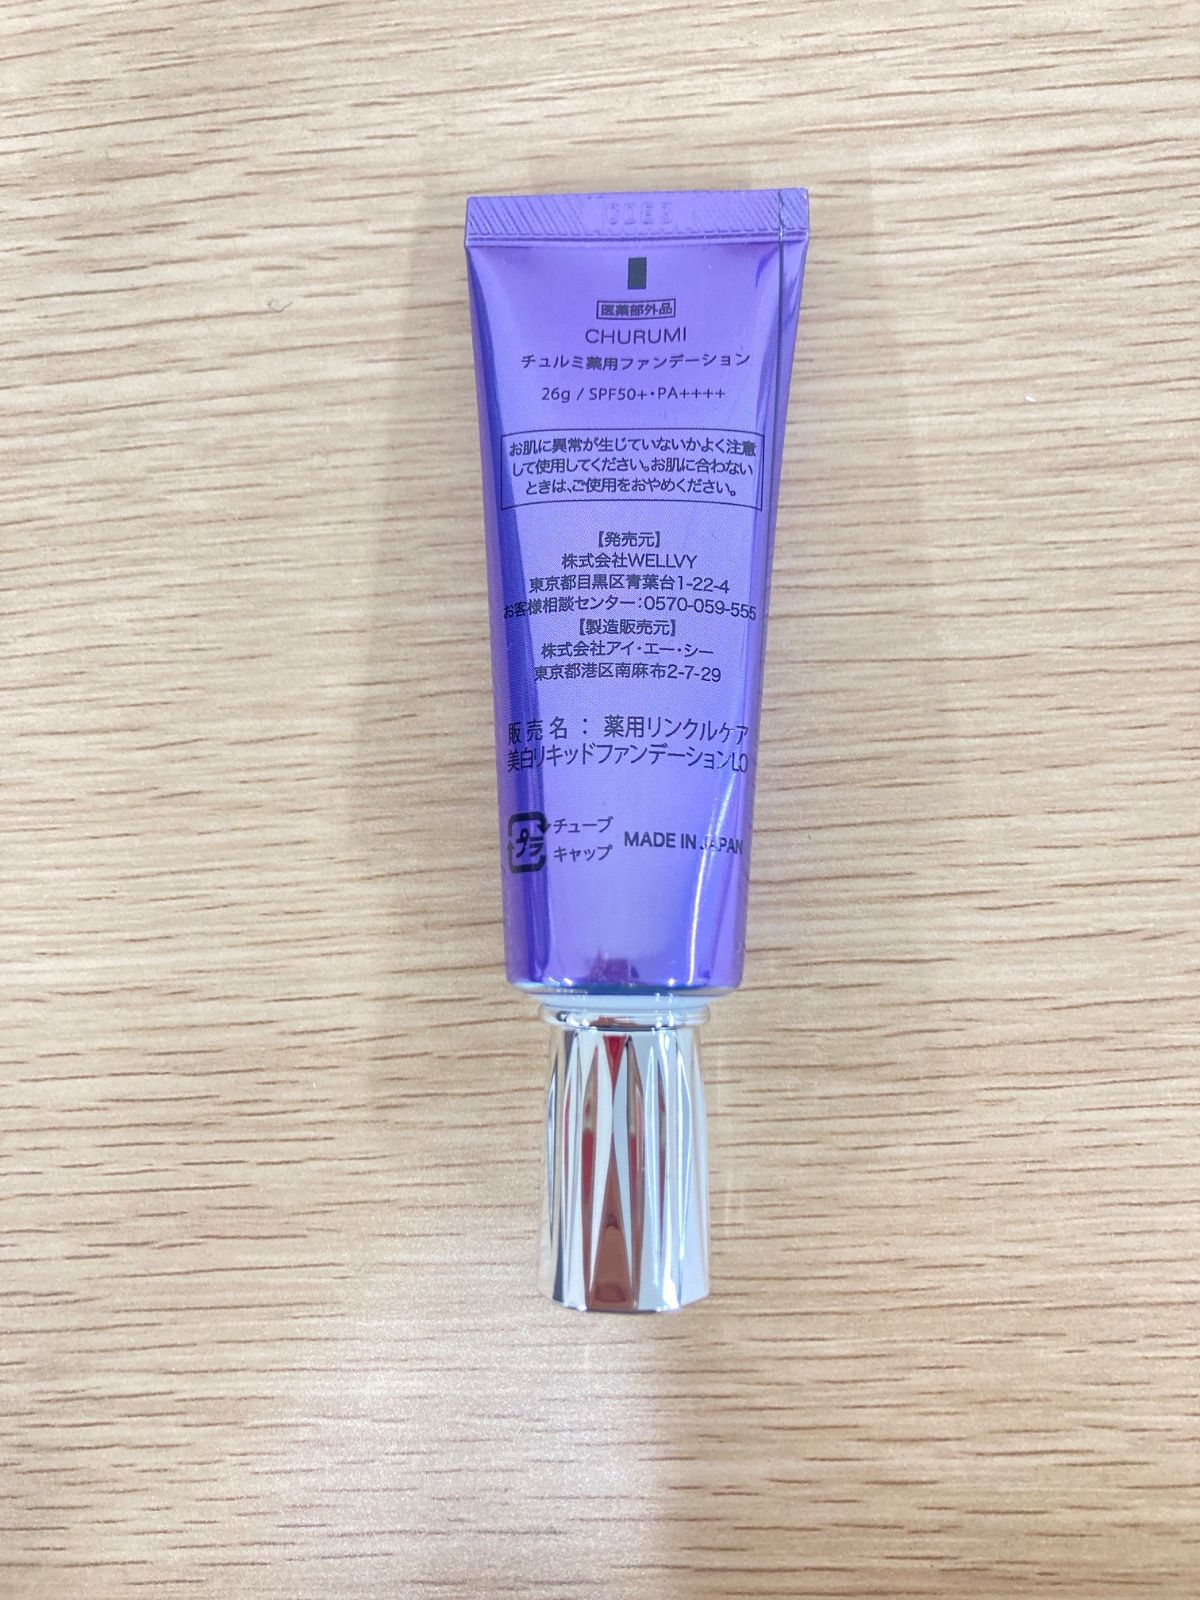 医薬部外品
CHURUMI
チュルミ薬用ファンデーション
26g / SPF50+・PA++++
お肌に異常が生じていないかよく注意
して使用してください。お肌に合わない
ときは、ご使用をおやめください。
【発売元】
株式会社WELLVY
東京都目黒区青葉台1-22-4
お客様相談センター:0570-059-555
【製造販売元】
株式会社アイ・エー・シー
東京都港区南麻布2-7-29
販売名：薬用リンクルケア
美白リキッドファンデーションLO
プラ チューブ
キャップ
MADE IN JAPAN